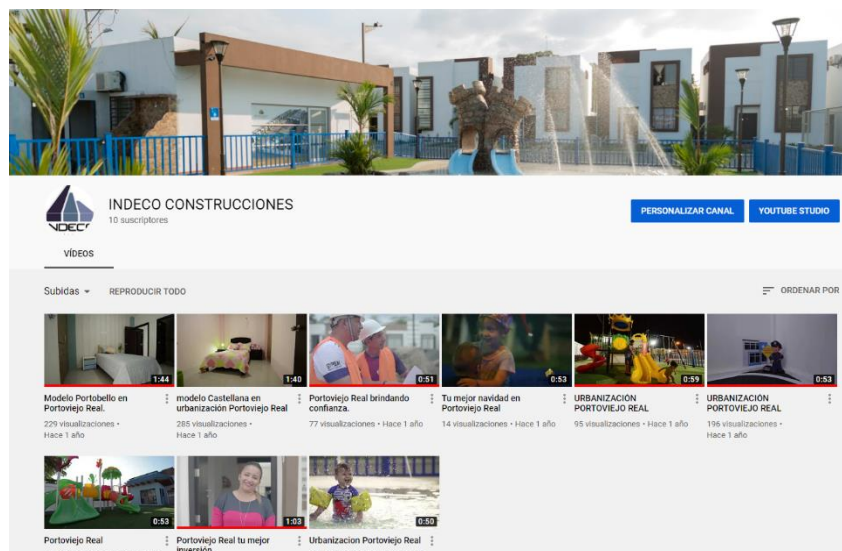 INDECO
INDECO CONSTRUCCIONES
10 suscriptores
PERSONALIZAR CANAL
YOUTUBE STUDIO
VÍDEOS
Subidas
REPRODUCIR TODO
ORDENAR POR
1:44
1:40
0:51
0:53
0:59
0:53
Modelo Portobello en
Portoviejo Real.
229 visualizaciones •
Hace 1 año
modelo Castellana en
urbanización Portoviejo Real
285 visualizaciones •
Hace 1 año
Portoviejo Real brindando
confianza.
77 visualizaciones • Hace 1 año
Tu mejor navidad en
Portoviejo Real
14 visualizaciones • Hace 1 año
URBANIZACIÓN
PORTOVIEJO REAL
95 visualizaciones • Hace 1 año
URBANIZACIÓN
PORTOVIEJO REAL
196 visualizaciones •
Hace 1 año
0:53
1:03
0:50
Portoviejo Real
Portoviejo Real tu mejor
inversión
Urbanizacion Portoviejo Real